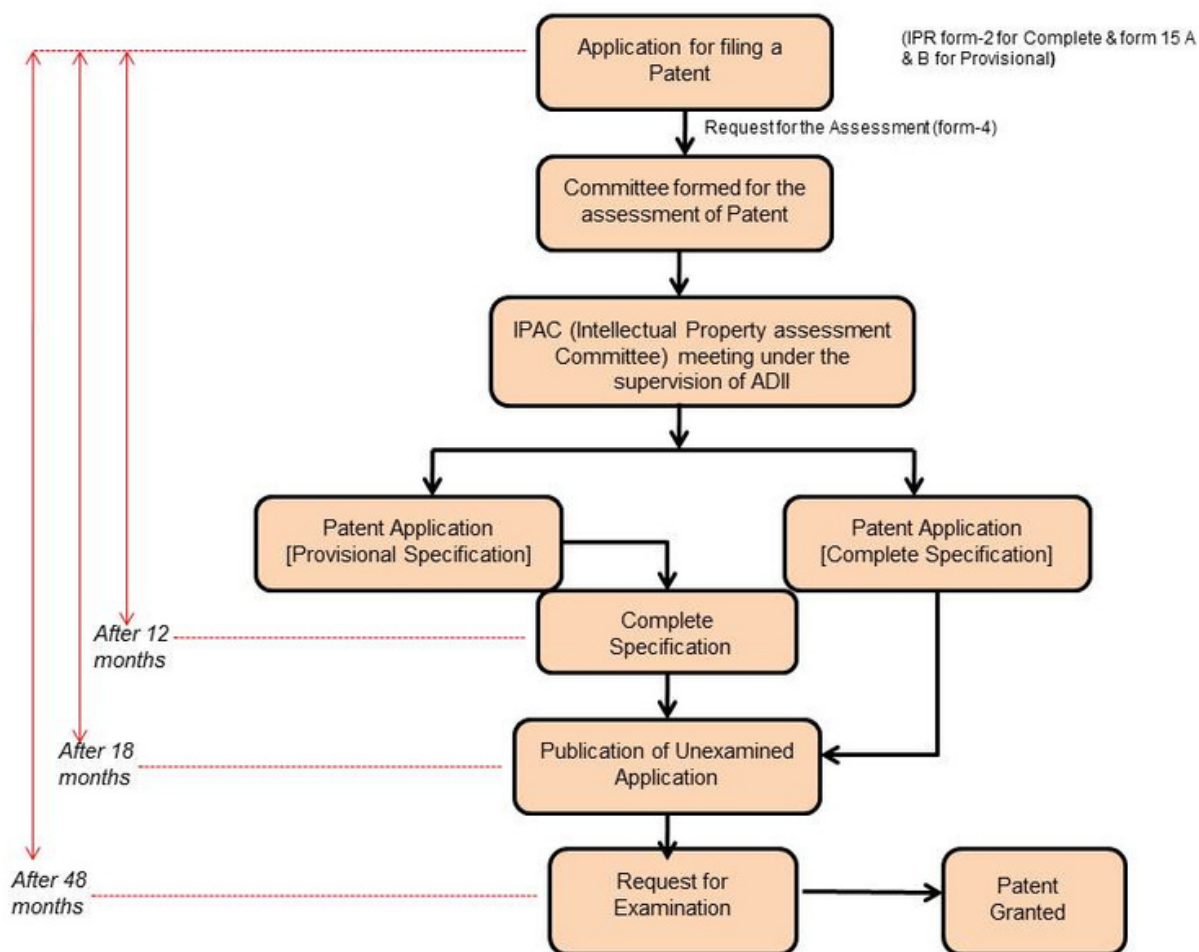 Application for filing a
Patent
(IPR form-2 for Complete & form 15 A
& B for Provisional)
Request for the Assessment (form-4)
Committee formed for the
assessment of Patent
IPAC (Intellectual Property assessment
Committee) meeting under the
supervision of ADII
Patent Application
[Provisional Specification]
Patent Application
[Complete Specification]
Complete
Specification
After 12
months
Publication of Unexamined
Application
After 18
months
Request for
Examination
Patent
Granted
After 48
months